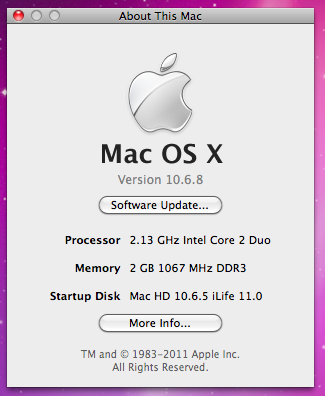 About This Mac
Mac OS X
Version 10.6.8
Software Update...
Processor 2.13 GHz Intel Core 2 Duo
Memory 2 GB 1067 MHz DDR3
Startup Disk Mac HD 10.6.5 iLife 11.0
More Info...
TM and © 1983-2011 Apple Inc.
All Rights Reserved.